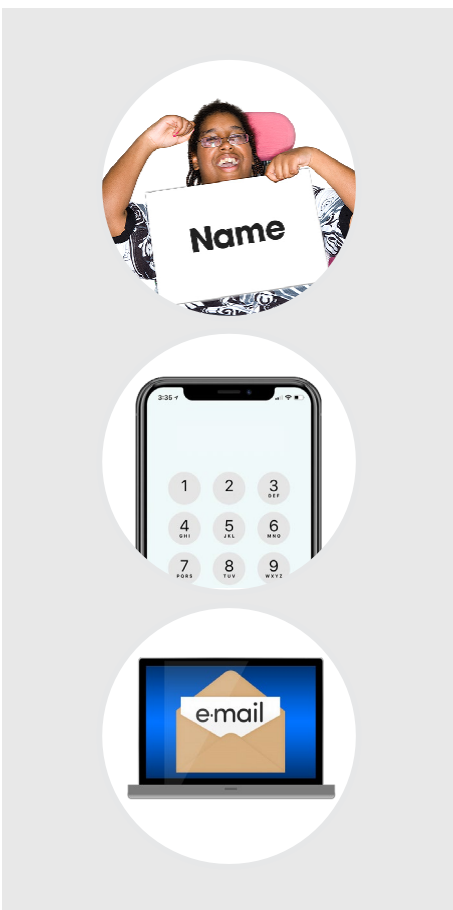 Name
3:35
1 2 3
DEF
4 5 6
GHI JKL MNO
7 8 9
PQRS TUV WXYZ
e-mail